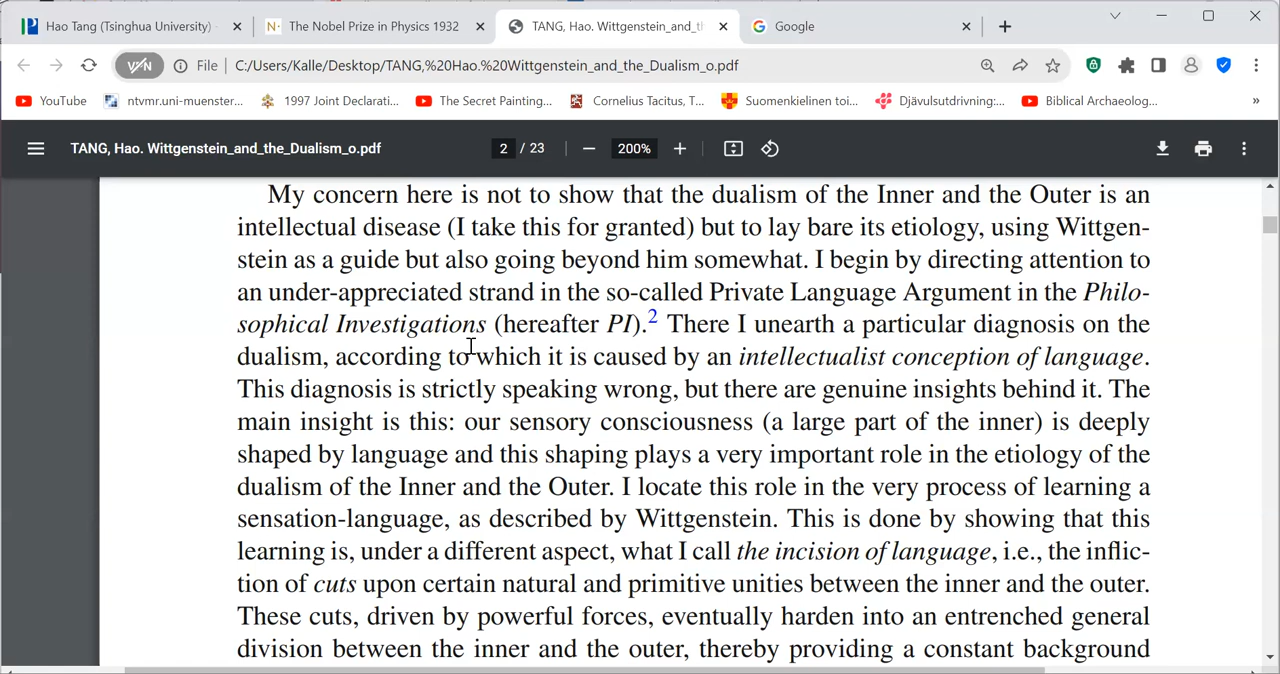 Hao Tang (Tsinghua University)
The Nobel Prize in Physics 1932
TANG, Hao. Wittgenstein_and_th
Google
VPN
File
C:/Users/Kalle/Desktop/TANG,%20Hao.%20Wittgenstein_and_the_Dualism_o.pdf
YouTube
ntvmr.uni-muenster...
1997 Joint Declarati...
The Secret Painting...
Cornelius Tacitus, T...
Suomenkielinen toi...
Djävulsutdrivning:...
Biblical Archaeolog...
»
TANG, Hao. Wittgenstein_and_the_Dualism_o.pdf
2 / 23
200%
My concern here is not to show that the dualism of the Inner and the Outer is an
intellectual disease (I take this for granted) but to lay bare its etiology, using Wittgen-
stein as a guide but also going beyond him somewhat. I begin by directing attention to
an under-appreciated strand in the so-called Private Language Argument in the Philo-
sophical Investigations (hereafter PI).2 There I unearth a particular diagnosis on the
dualism, according to which it is caused by an intellectualist conception of language.
This diagnosis is strictly speaking wrong, but there are genuine insights behind it. The
main insight is this: our sensory consciousness (a large part of the inner) is deeply
shaped by language and this shaping plays a very important role in the etiology of the
dualism of the Inner and the Outer. I locate this role in the very process of learning a
sensation-language, as described by Wittgenstein. This is done by showing that this
learning is, under a different aspect, what I call the incision of language, i.e., the inflic-
tion of cuts upon certain natural and primitive unities between the inner and the outer.
These cuts, driven by powerful forces, eventually harden into an entrenched general
division between the inner and the outer, thereby providing a constant background